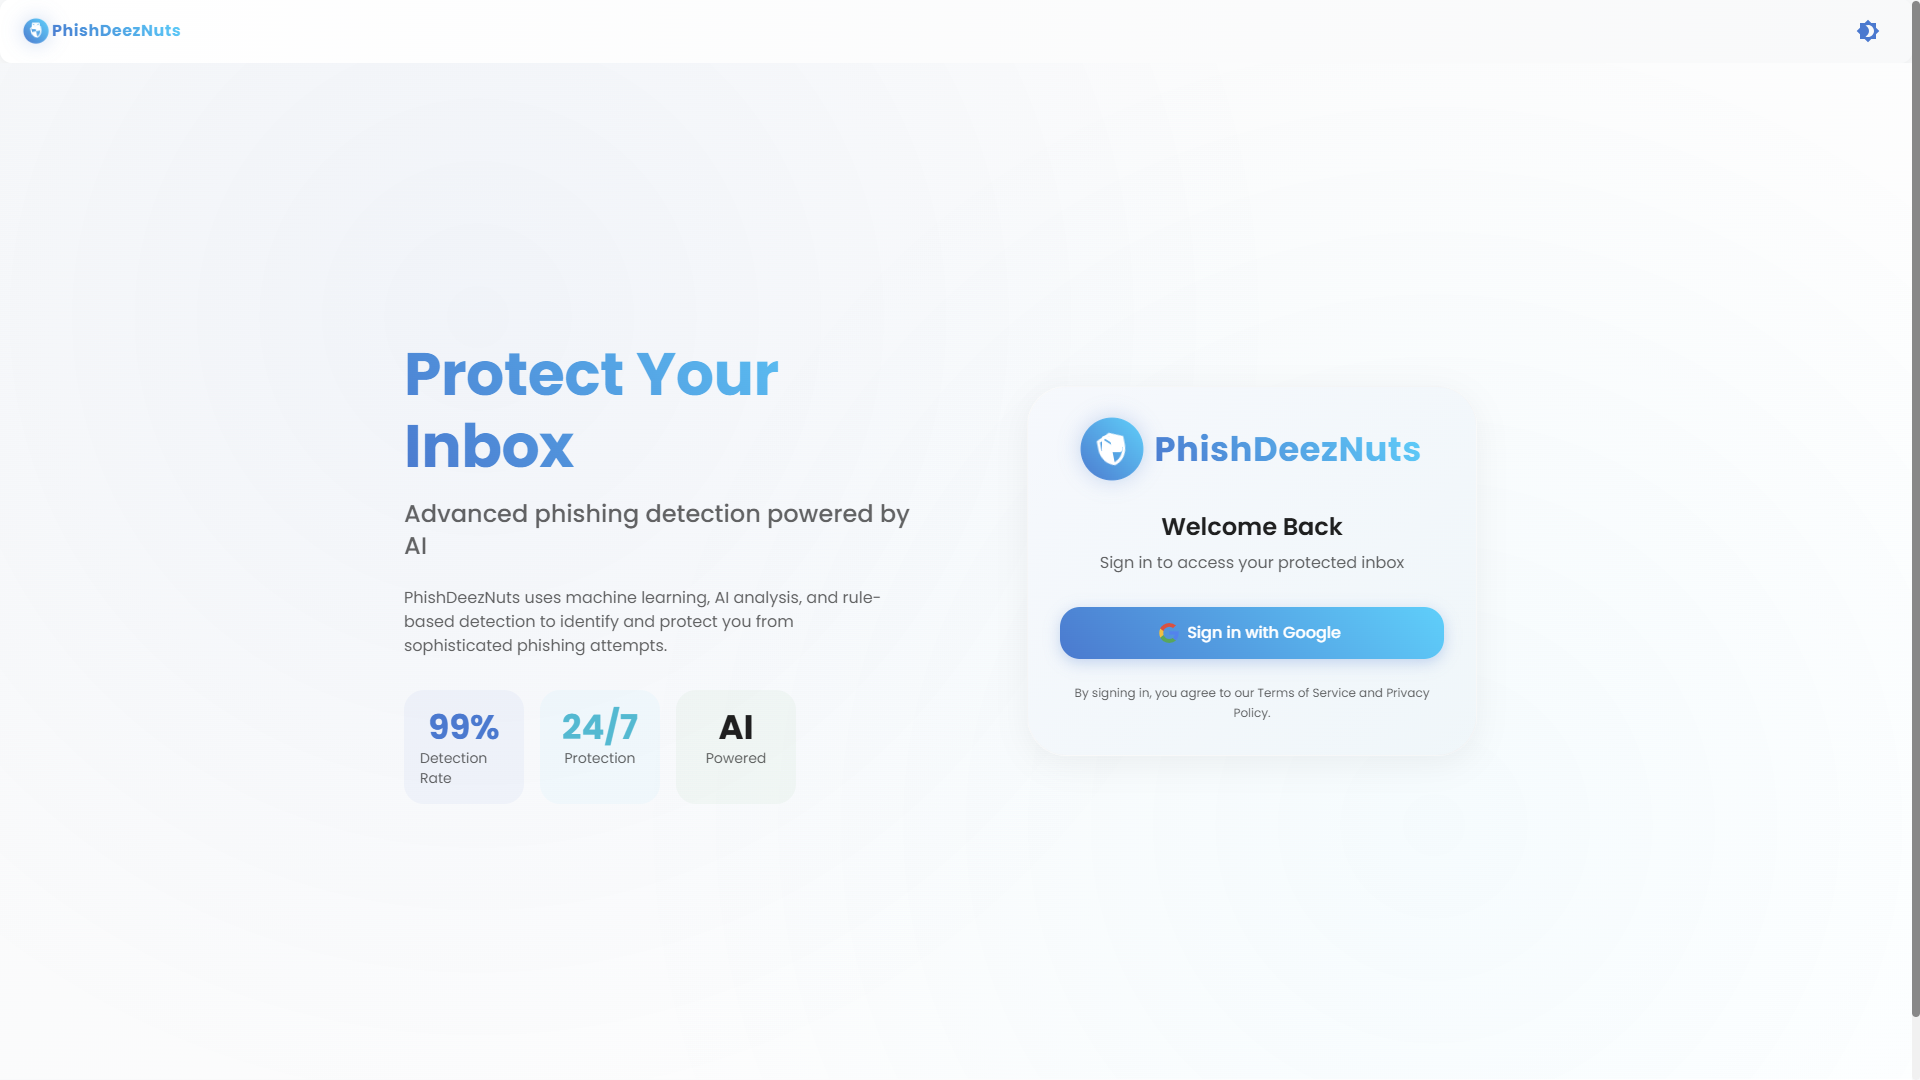 PhishDeezNuts
Protect Your
Inbox
Advanced phishing detection powered by
AI
PhishDeezNuts uses machine learning, AI analysis, and rule-
based detection to identify and protect you from
sophisticated phishing attempts.
99%
Detection
Rate
24/7
Protection
AI
Powered
PhishDeezNuts
Welcome Back
Sign in to access your protected inbox
Sign in with Google
By signing in, you agree to our Terms of Service and Privacy
Policy.